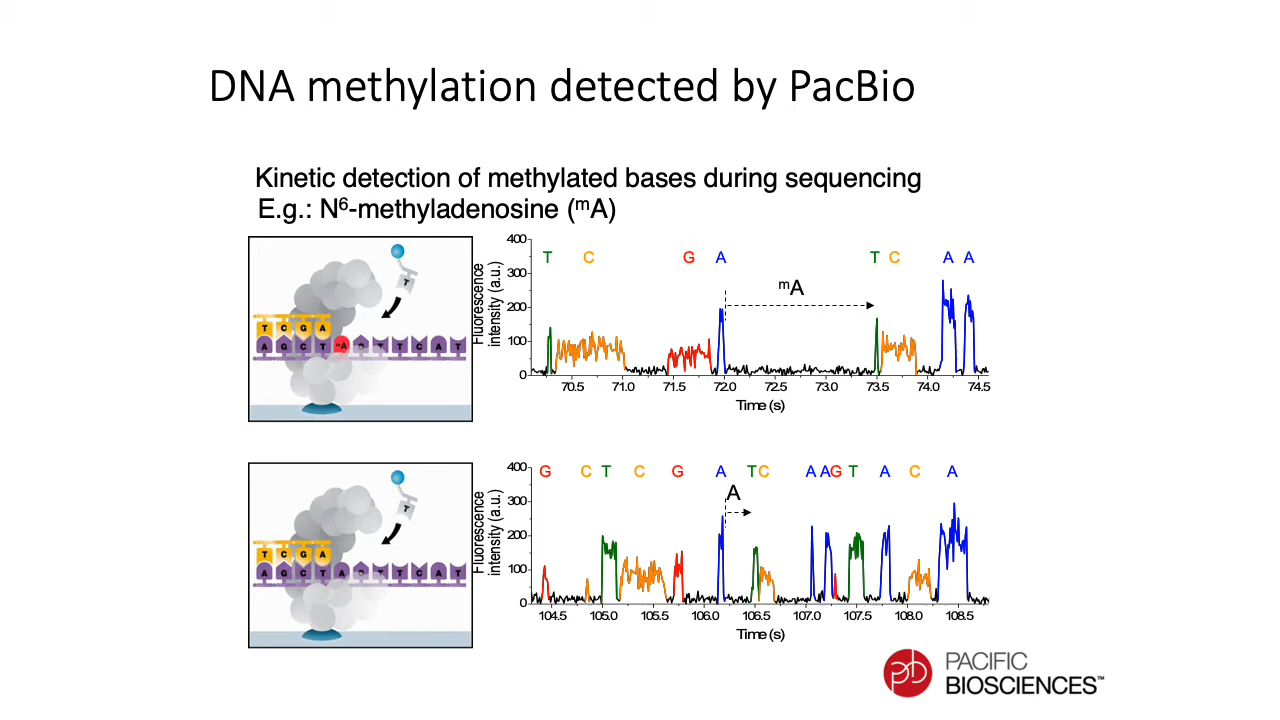 DNA methylation detected by PacBio
Kinetic detection of methylated bases during sequencing
E.g.: N⁶-methyladenosine (ᵐA)
T
T C G A
A G C T mA G T T C A T
Fluorescence
intensity (a.u.)
400
300
200
100
0
T C G A T C A A
ᵐA
70.5 71.0 71.5 72.0 72.5 73.0 73.5 74.0 74.5
Time (s)
T
T C G A
A G C T A G T T C A T
Fluorescence
intensity (a.u.)
400
300
200
100
0
G C T C G A T C A A G T A C A
A
104.5 105.0 105.5 106.0 106.5 107.0 107.5 108.0 108.5
Time (s)
PACIFIC
BIOSCIENCES™